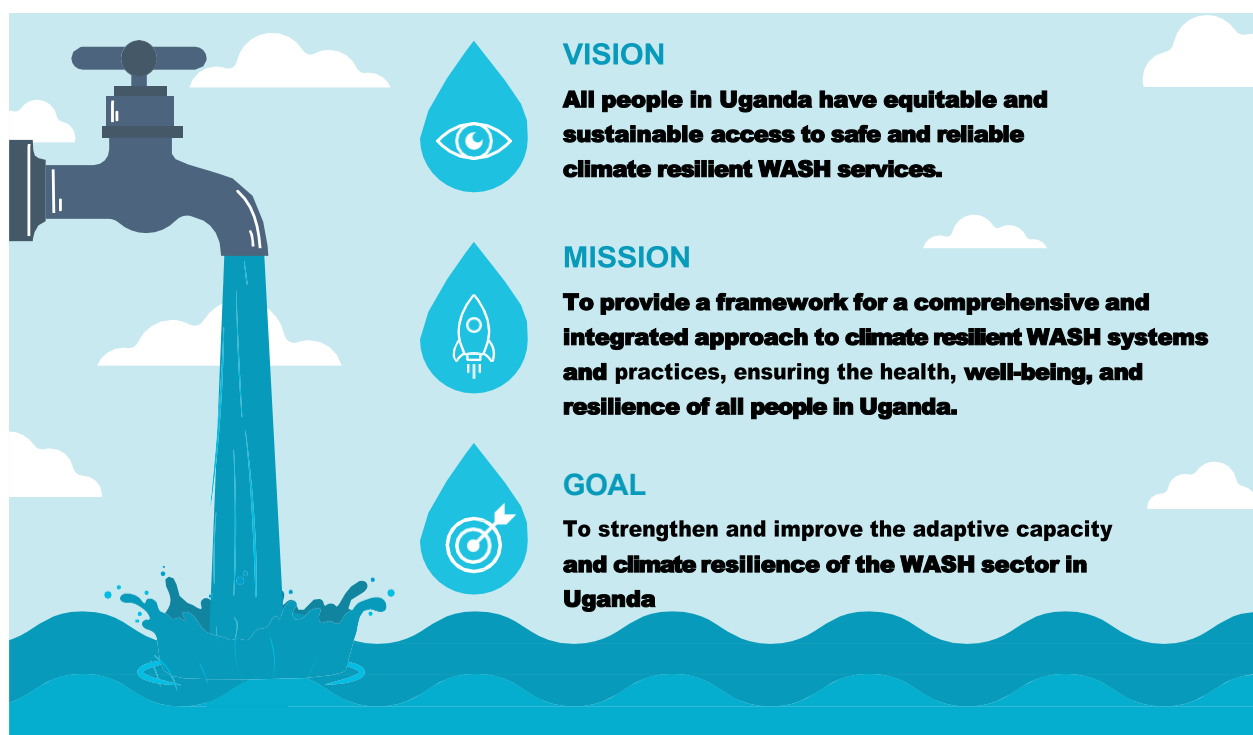 VISION
All people in Uganda have equitable and
sustainable access to safe and reliable
climate resilient WASH services.
MISSION
To provide a framework for a comprehensive and
integrated approach to climate resilient WASH systems
and practices, ensuring the health, well-being, and
resilience of all people in Uganda.
GOAL
To strengthen and improve the adaptive capacity
and climate resilience of the WASH sector in
Uganda